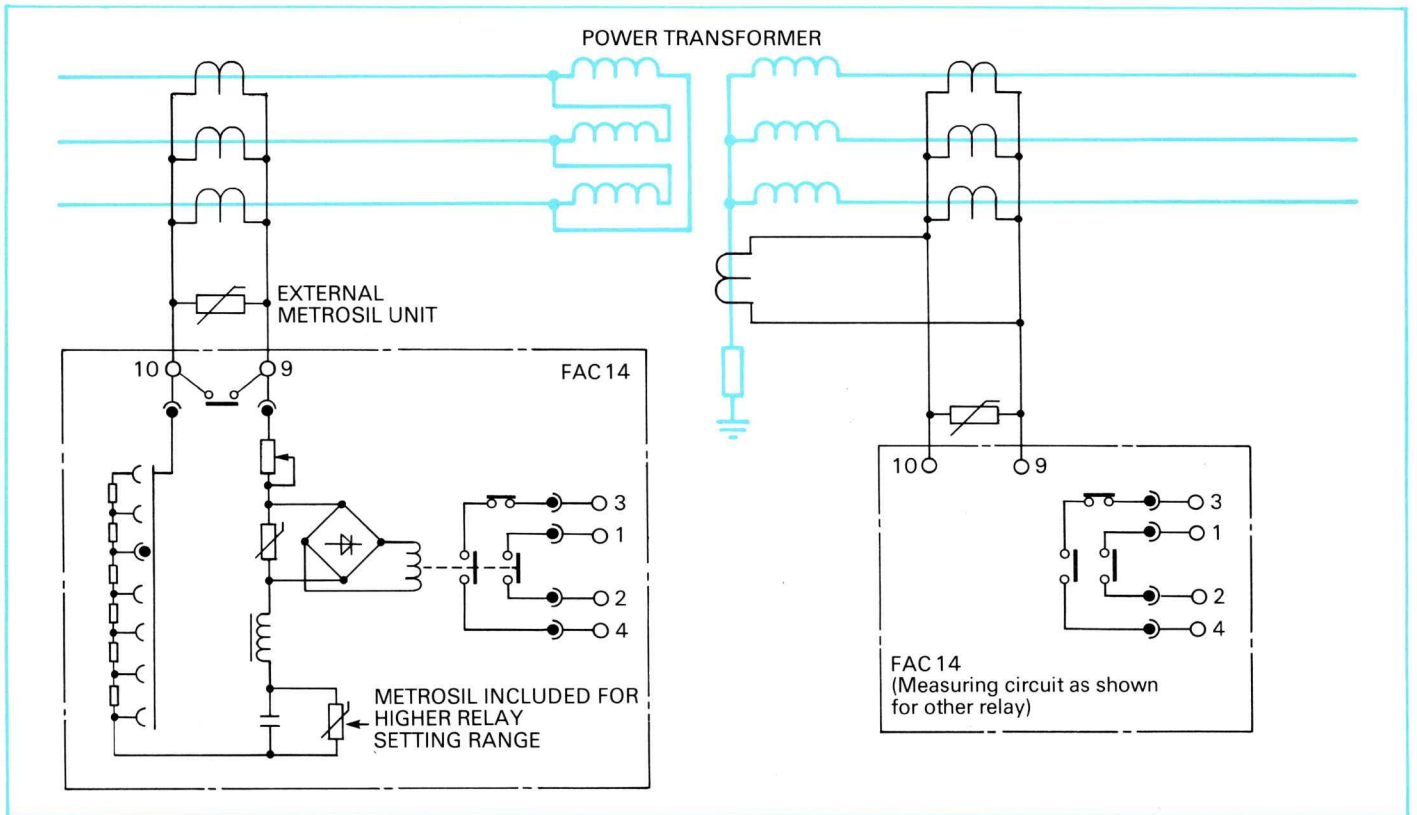 POWER TRANSFORMER
EXTERNAL
METROSIL UNIT
10 9
FAC 14
3
1
2
4
METROSIL INCLUDED FOR
HIGHER RELAY
SETTING RANGE
10 9
3
1
2
4
FAC 14
(Measuring circuit as shown
for other relay)